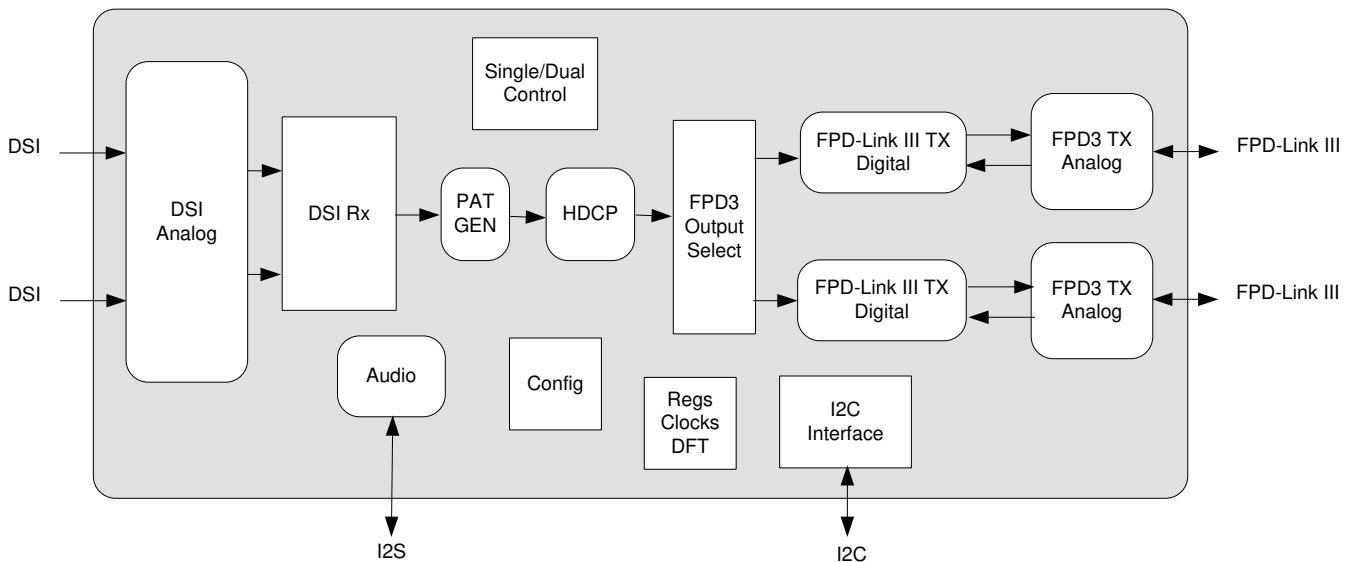 Single/Dual
Control
DSI
DSI
DSI
Analog
DSI Rx
PAT
GEN
HDCP
FPD3
Output
Select
FPD-Link III TX
Digital
FPD3 TX
Analog
FPD-Link III
FPD-Link III TX
Digital
FPD3 TX
Analog
FPD-Link III
Audio
Config
Regs
Clocks
DFT
I2C
Interface
I2S
I2C